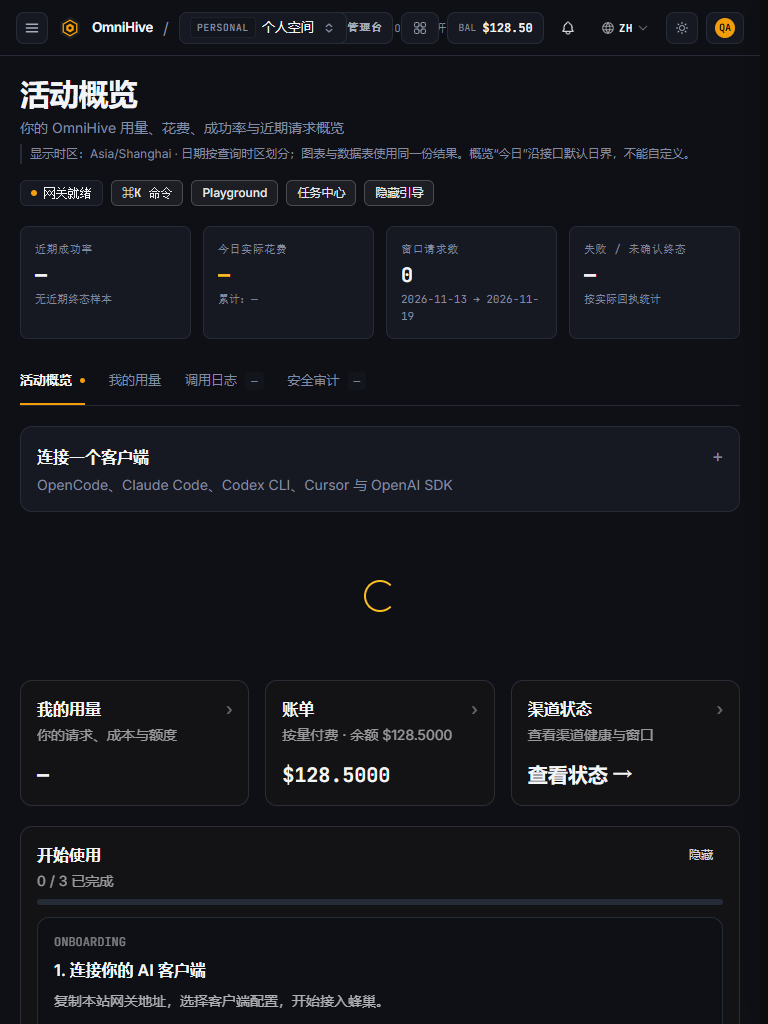 OmniHive / PERSONAL 个人空间 管理台 BAL $128.50 ZH QA
活动概览
你的 OmniHive 用量、花费、成功率与近期请求概览
显示时区：Asia/Shanghai · 日期按查询时区划分；图表与数据表使用同一份结果。概览“今日”沿接口默认日界，不能自定义。
网关就绪 ⌘K 命令 Playground 任务中心 隐藏引导
近期成功率 今日实际花费 窗口请求数 失败 / 未确认终态
— — 0 —
无近期终态样本 累计: — 2026-11-13 → 2026-11-19 按实际回执统计
活动概览 我的用量 调用日志 — 安全审计 —
连接一个客户端 +
OpenCode、Claude Code、Codex CLI、Cursor 与 OpenAI SDK
我的用量 账单 渠道状态
你的请求、成本与额度 按量付费 · 余额 $128.5000 查看渠道健康与窗口
— $128.5000 查看状态 →
开始使用 隐藏
0 / 3 已完成
ONBOARDING
1. 连接你的 AI 客户端
复制本站网关地址，选择客户端配置，开始接入蜂巢。